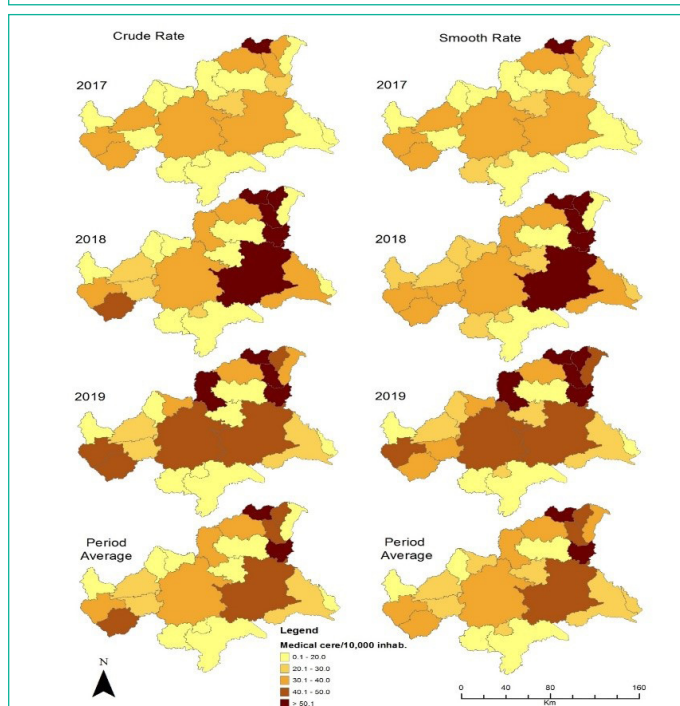 Crude Rate
Smooth Rate
2017
2017
2018
2018
2019
2019
Period
Average
Period
Average
Legend
Medical cere/10,000 inhab.
0.1 - 20.0
20.1 - 30.0
30.1 - 40.0
40.1 - 50.0
> 50.1
N
0 40 80 120 160
Km